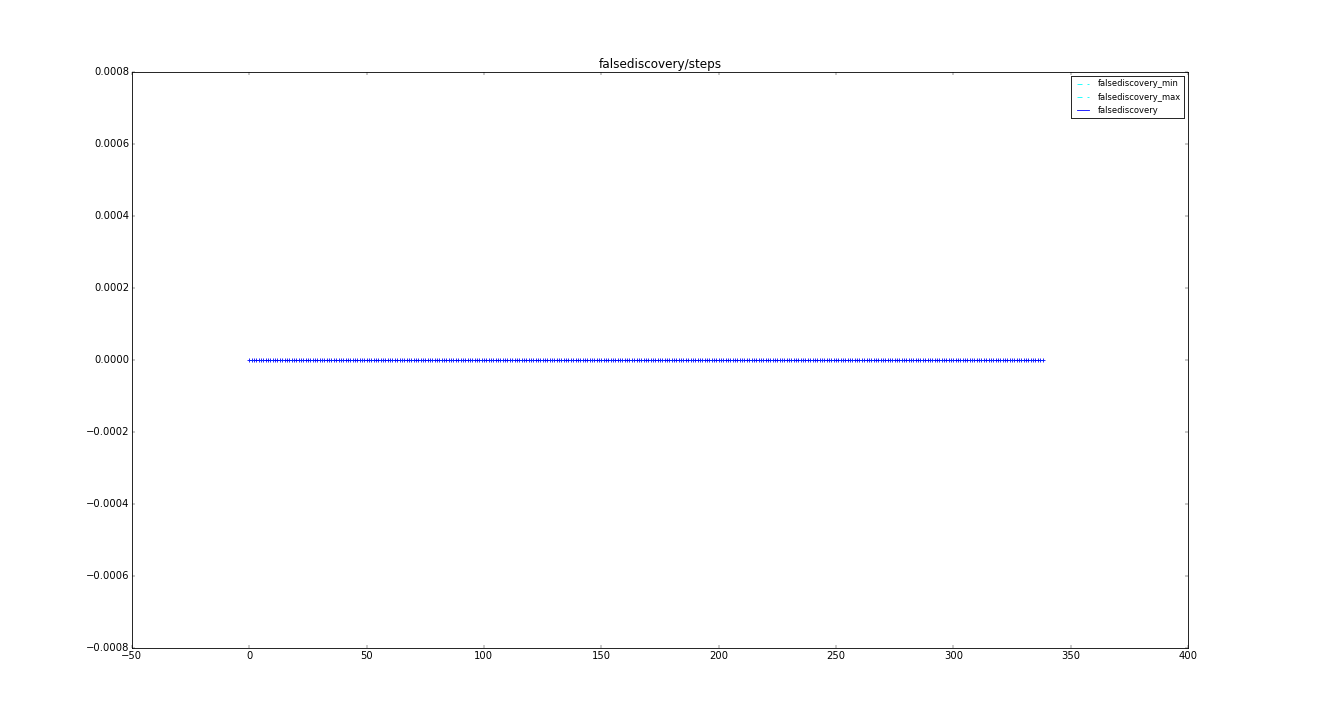 falsediscovery/steps
0.0008
falsediscovery_min
falsediscovery_max
falsediscovery
0.0006
0.0004
0.0002
0.0000
−0.0002
−0.0004
−0.0006
−0.0008
−50 0 50 100 150 200 250 300 350 400